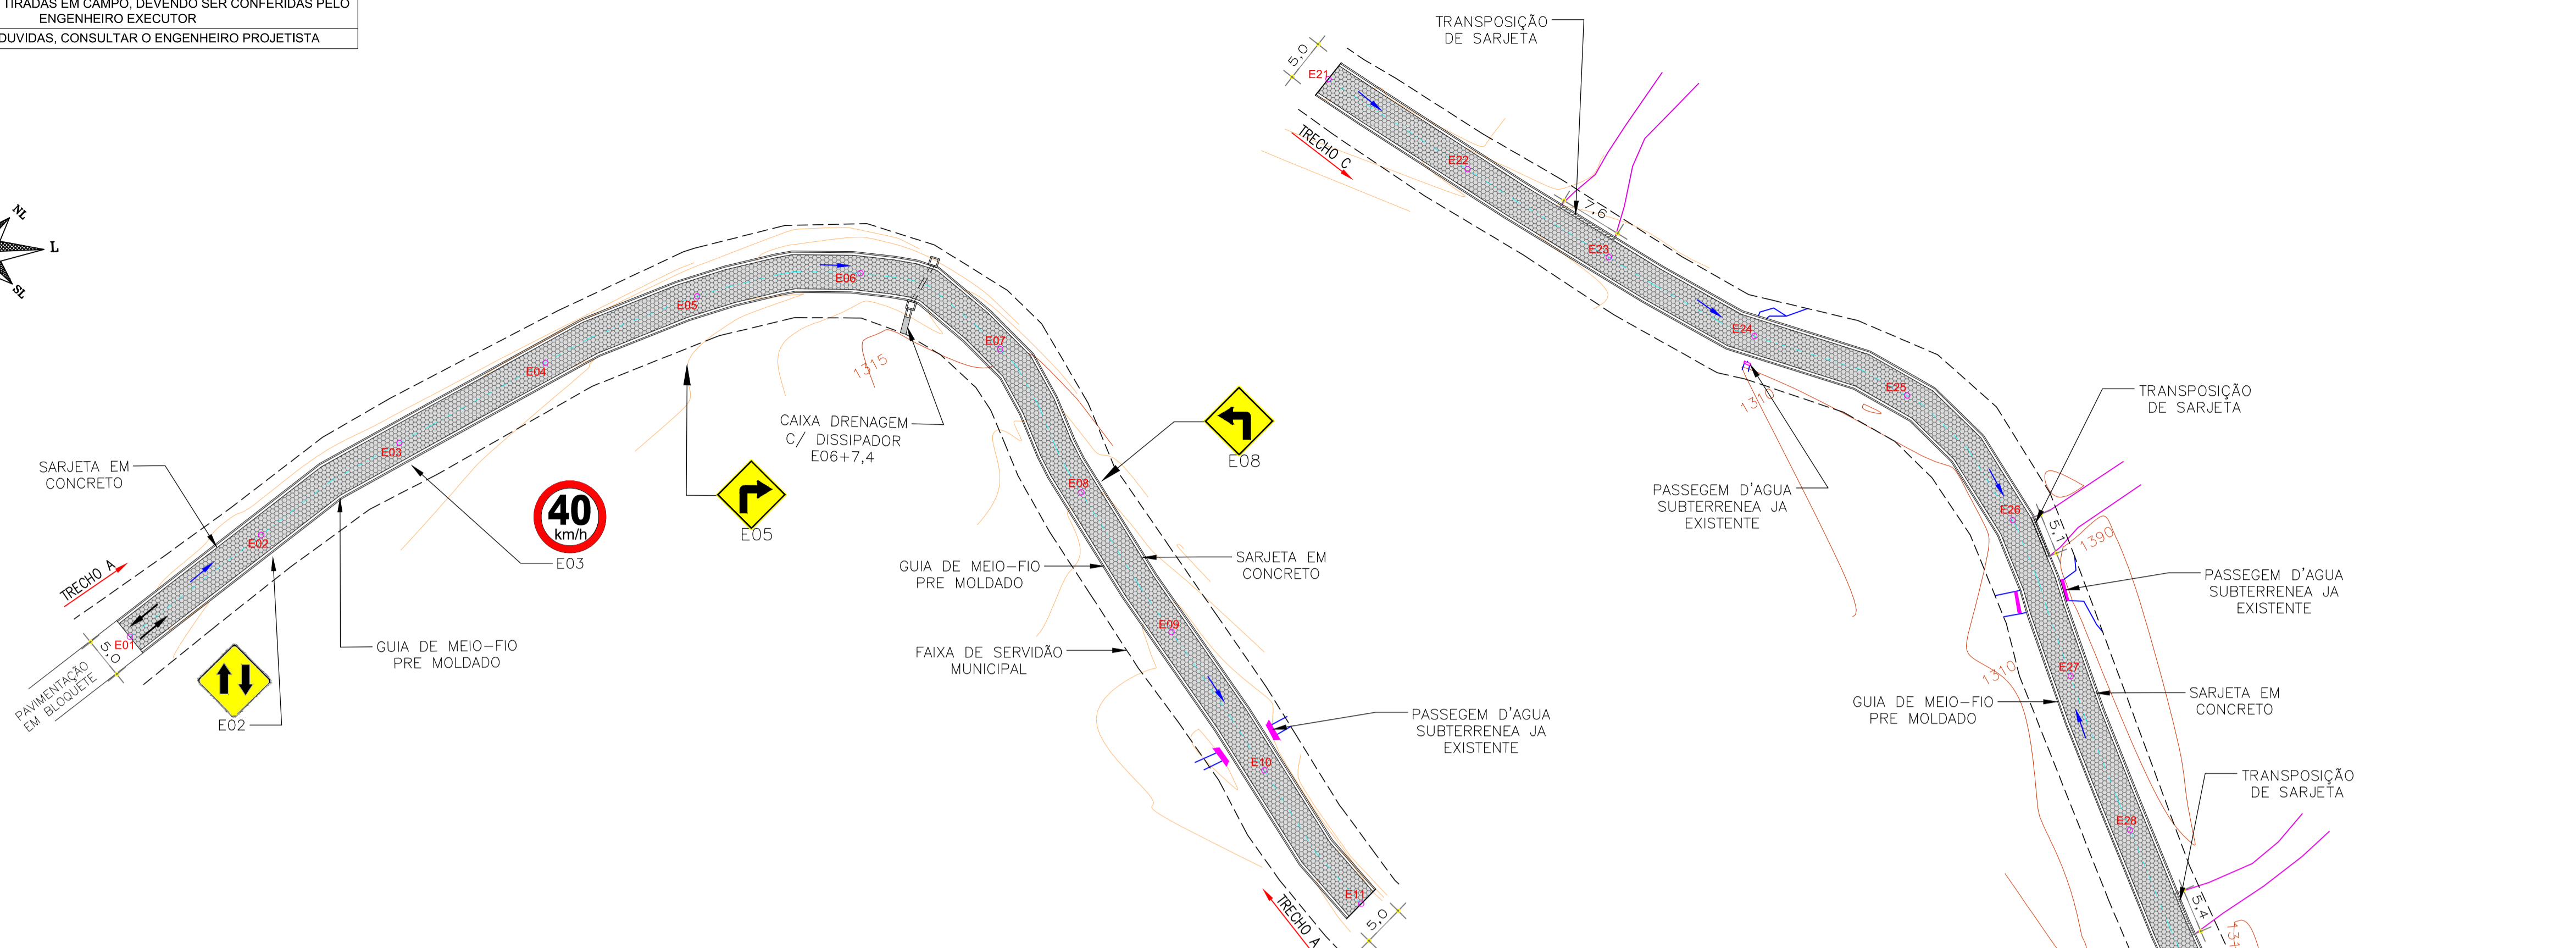 TIRADAS EM CAMPO, DEVENDO SER CONFERIDAS PELO
ENGENHEIRO EXECUTOR
DUVIDAS, CONSULTAR O ENGENHEIRO PROJETISTA
NL
L
SL
TRECHO A
PAVIMENTAÇÃO
EM BLOQUETE
5,0
E01
E02
E03
E04
E05
E06
E07
E08
E09
E10
E11
5,0
TRECHO A
SARJETA EM
CONCRETO
E02
GUIA DE MEIO-FIO
PRE MOLDADO
40
km/h
E03
E05
CAIXA DRENAGEM
C/ DISSIPADOR
E06+7,4
1315
E08
GUIA DE MEIO-FIO
PRE MOLDADO
SARJETA EM
CONCRETO
FAIXA DE SERVIDÃO
MUNICIPAL
PASSEGEM D'AGUA
SUBTERRENEA JA
EXISTENTE
TRANSPOSIÇÃO
DE SARJETA
5,0
E21
TRECHO C
E22
7,6
E23
E24
1310
E25
PASSEGEM D'AGUA
SUBTERRENEA JA
EXISTENTE
TRANSPOSIÇÃO
DE SARJETA
E26
5,1
1390
PASSEGEM D'AGUA
SUBTERRENEA JA
EXISTENTE
1310
E27
GUIA DE MEIO-FIO
PRE MOLDADO
SARJETA EM
CONCRETO
TRANSPOSIÇÃO
DE SARJETA
E28
5,4